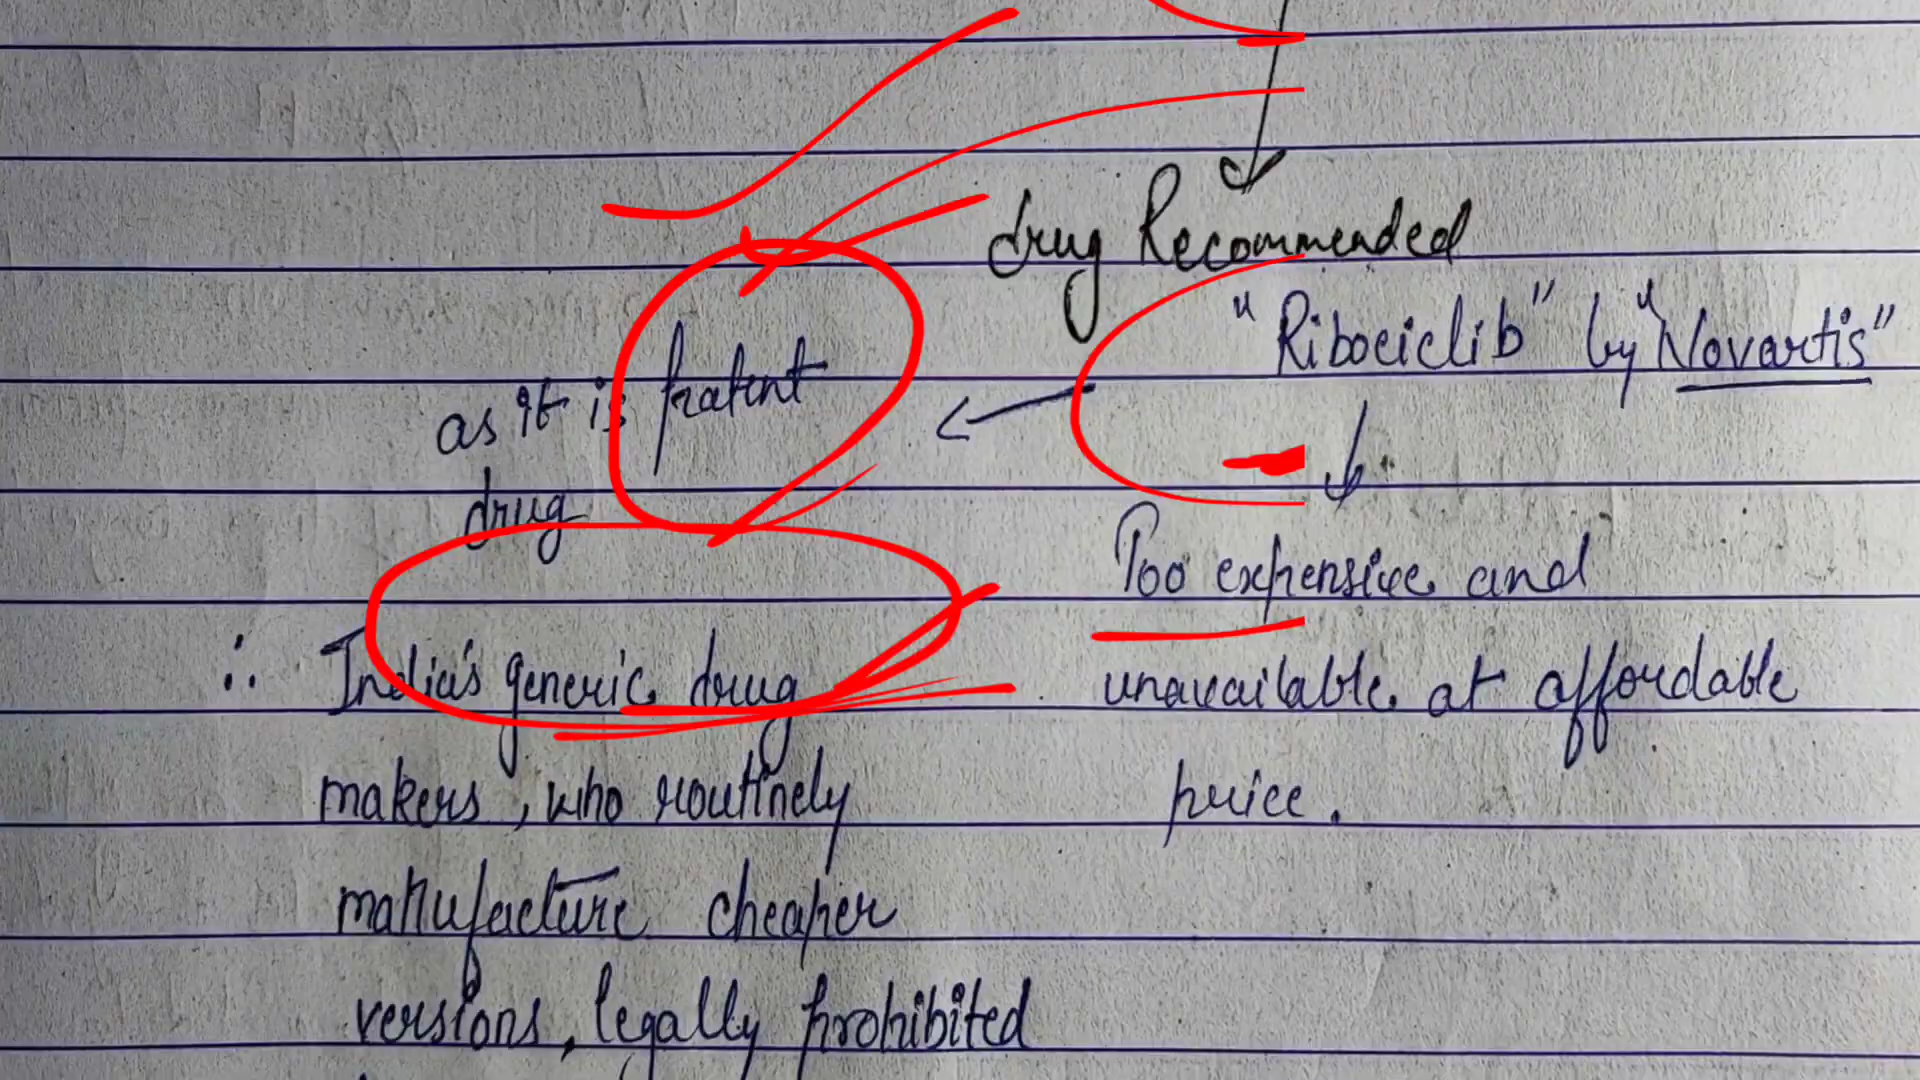 drug Recommended
"Ribociclib" by "Novartis"
Too expensive and
unavailable at affordable
price.
as it is patent
drug
∴ India's generic drug
makers, who routinely
manufacture cheaper
versions, legally prohibited